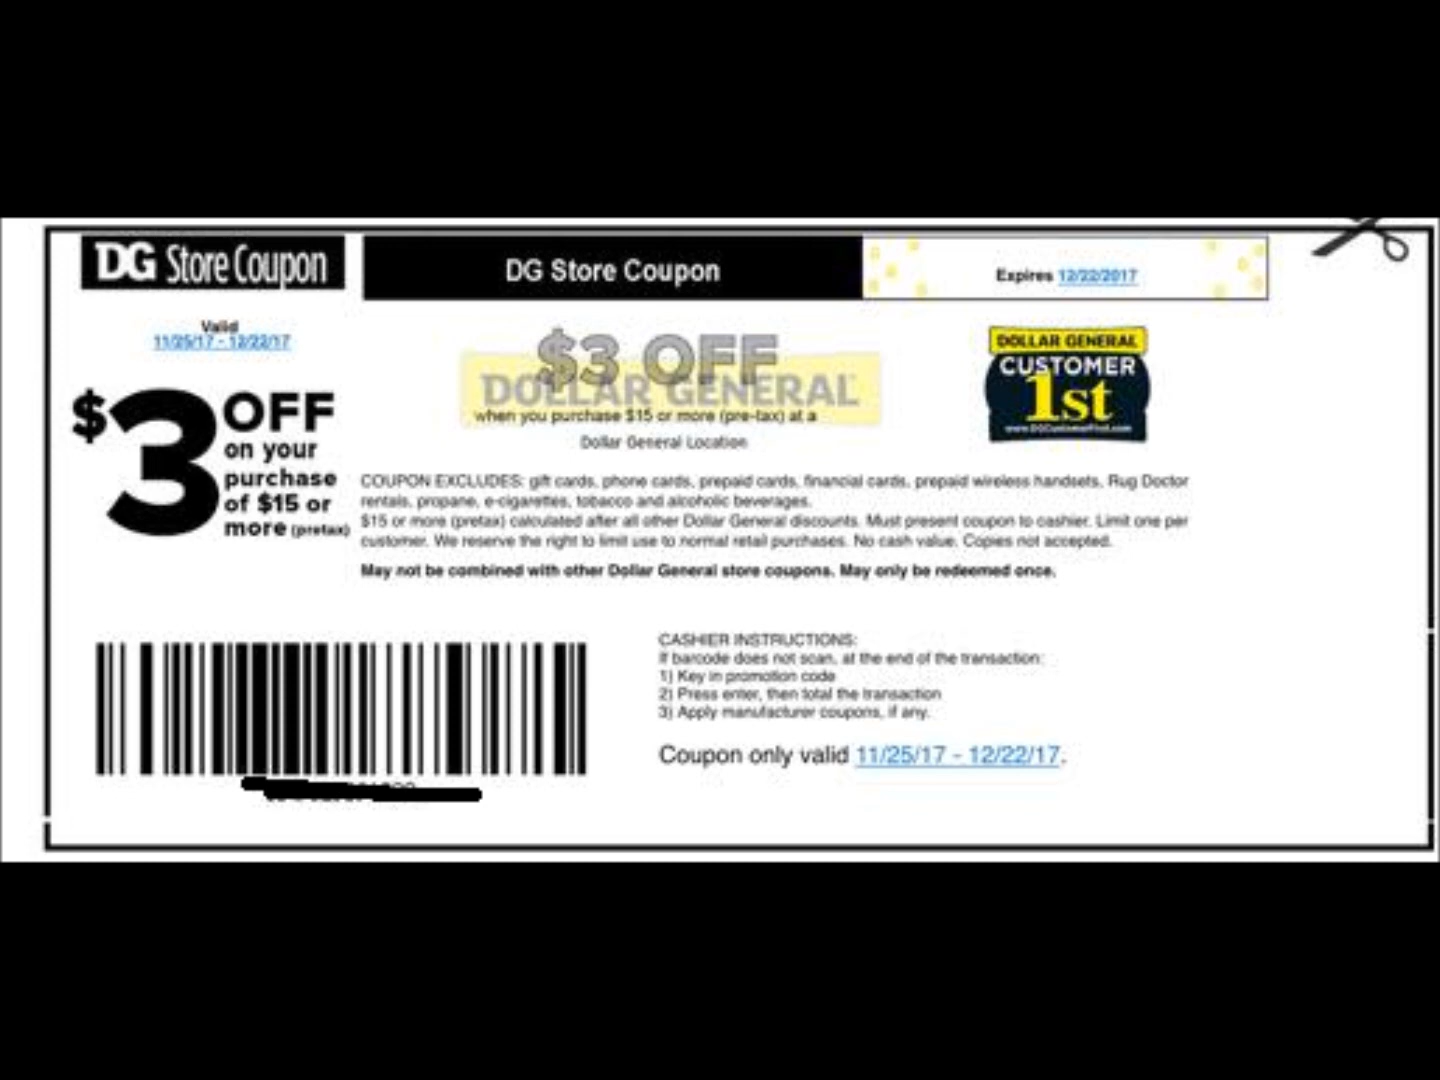 DG Store Coupon
DG Store Coupon
Expires 12/22/2017
Valid
11/25/17 - 12/22/17
$3 OFF
on your
purchase
of $15 or
more (pretax)
$3 OFF
DOLLAR GENERAL
when you purchase $15 or more (pre-tax) at a
Dollar General Location
DOLLAR GENERAL
CUSTOMER
1st
www.DGCustomerFirst.com
COUPON EXCLUDES: gift cards, phone cards, prepaid cards, financial cards, prepaid wireless handsets, Rug Doctor
rentals, propane, e-cigarettes, tobacco and alcoholic beverages.
$15 or more (pretax) calculated after all other Dollar General discounts. Must present coupon to cashier. Limit one per
customer. We reserve the right to limit use to normal retail purchases. No cash value. Copies not accepted.
May not be combined with other Dollar General store coupons. May only be redeemed once.
CASHIER INSTRUCTIONS:
If barcode does not scan, at the end of the transaction:
1) Key in promotion code
2) Press enter, then total the transaction
3) Apply manufacturer coupons, if any.
Coupon only valid 11/25/17 - 12/22/17.